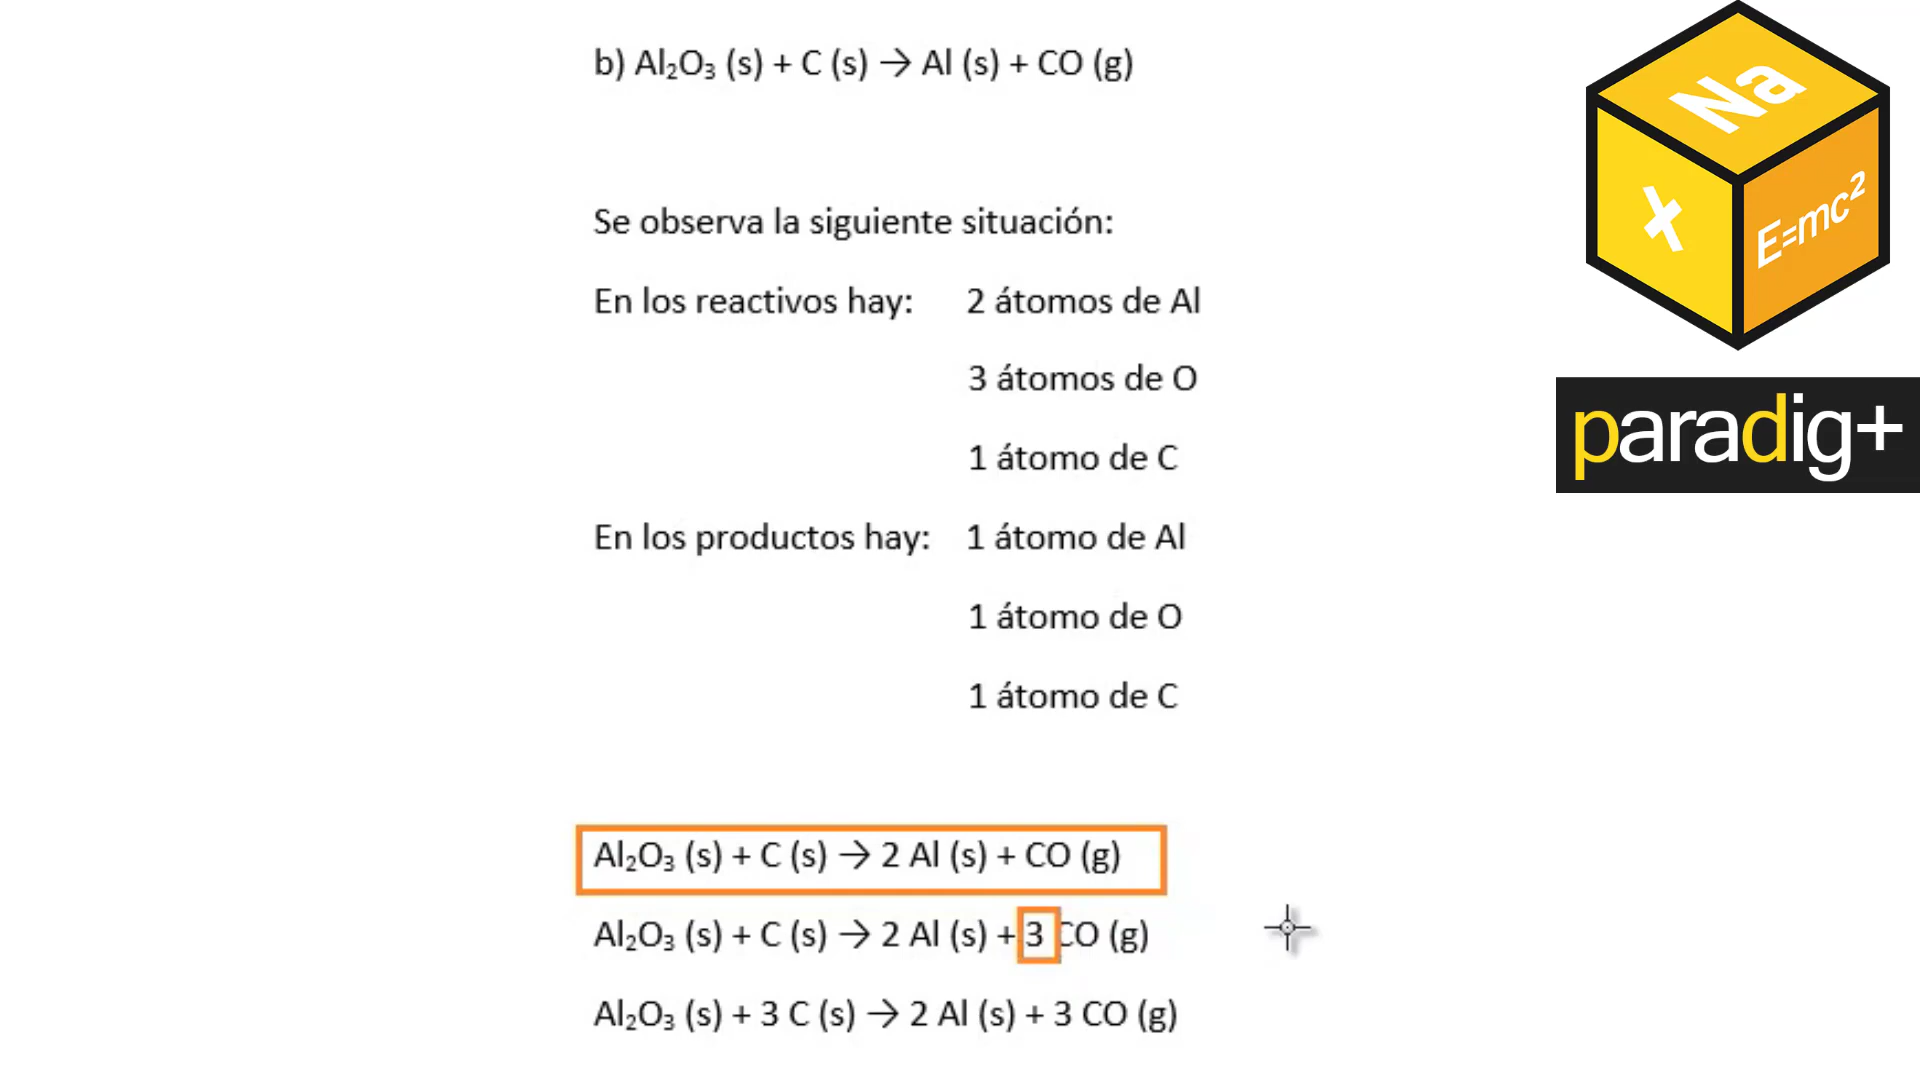 b) Al₂O₃ (s) + C (s) → Al (s) + CO (g)
Na
x
E=mc²
Se observa la siguiente situación:
En los reactivos hay: 2 átomos de Al
3 átomos de O
paradig+
1 átomo de C
En los productos hay: 1 átomo de Al
1 átomo de O
1 átomo de C
Al₂O₃ (s) + C (s) → 2 Al (s) + CO (g)
Al₂O₃ (s) + C (s) → 2 Al (s) + 3 CO (g)
Al₂O₃ (s) + 3 C (s) → 2 Al (s) + 3 CO (g)